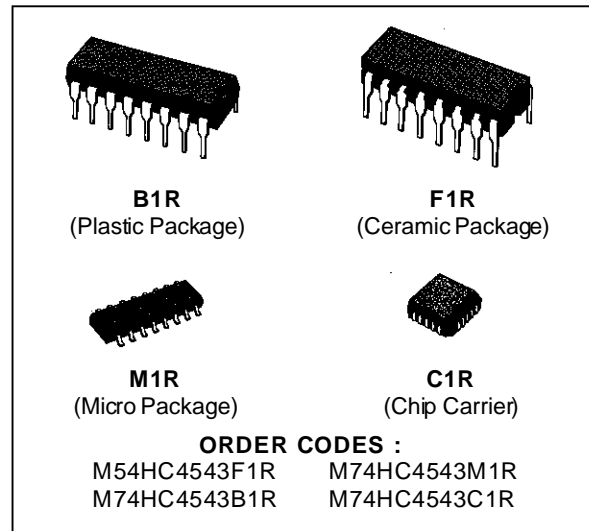 B1R
(Plastic Package)
F1R
(Ceramic Package)
M1R
(Micro Package)
C1R
(Chip Carrier)
ORDER CODES :
M54HC4543F1R M74HC4543M1R
M74HC4543B1R M74HC4543C1R